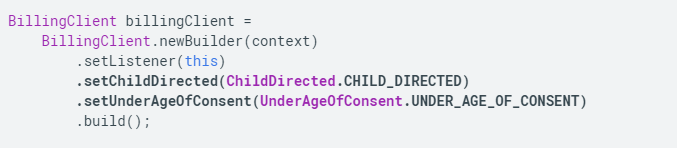 BillingClient billingClient =
BillingClient.newBuilder(context)
.setListener(this)
.setChildDirected(ChildDirected.CHILD_DIRECTED)
.setUnderAgeOfConsent(UnderAgeOfConsent.UNDER_AGE_OF_CONSENT)
.build();